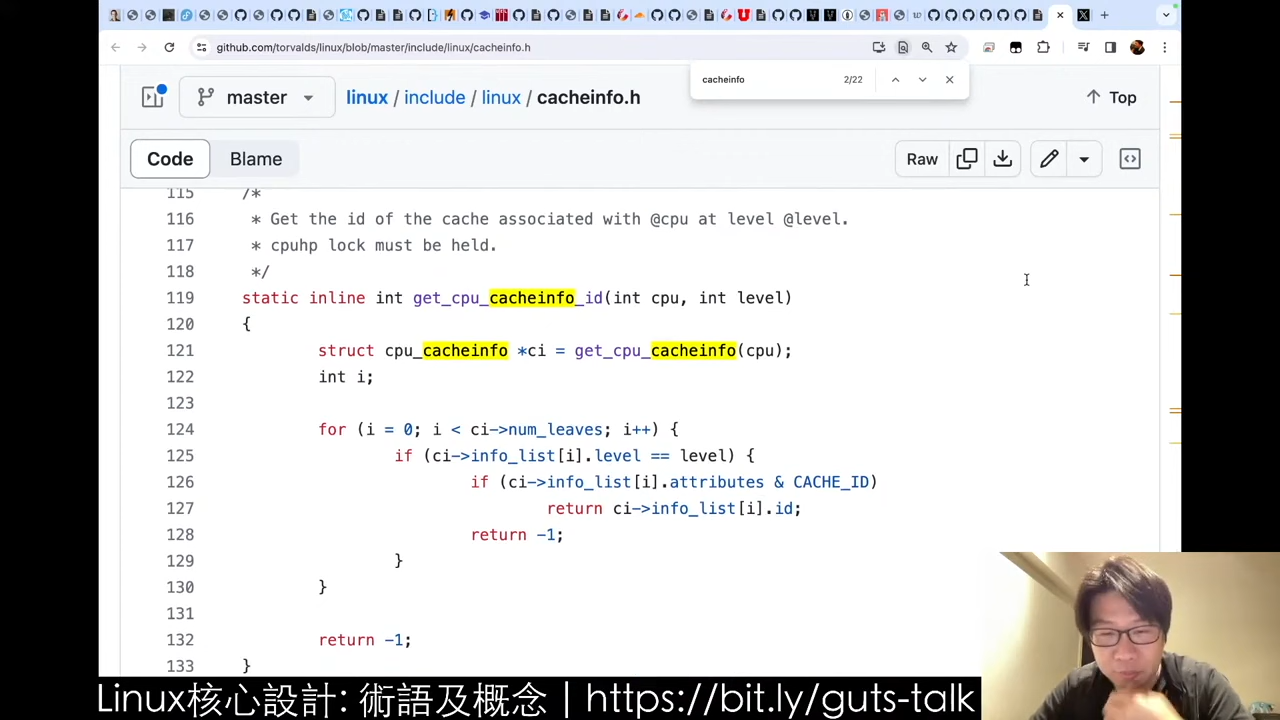 github.com/torvalds/linux/blob/master/include/linux/cacheinfo.h
cacheinfo 2/22
master linux / include / linux / cacheinfo.h Top
Code Blame Raw
115 /*
116 * Get the id of the cache associated with @cpu at level @level.
117 * cpuhp lock must be held.
118 */
119 static inline int get_cpu_cacheinfo_id(int cpu, int level)
120 {
121 struct cpu_cacheinfo *ci = get_cpu_cacheinfo(cpu);
122 int i;
123
124 for (i = 0; i < ci->num_leaves; i++) {
125 if (ci->info_list[i].level == level) {
126 if (ci->info_list[i].attributes & CACHE_ID)
127 return ci->info_list[i].id;
128 return -1;
129 }
130 }
131
132 return -1;
133 }
Linux核心設計: 術語及概念 | https://bit.ly/guts-talk